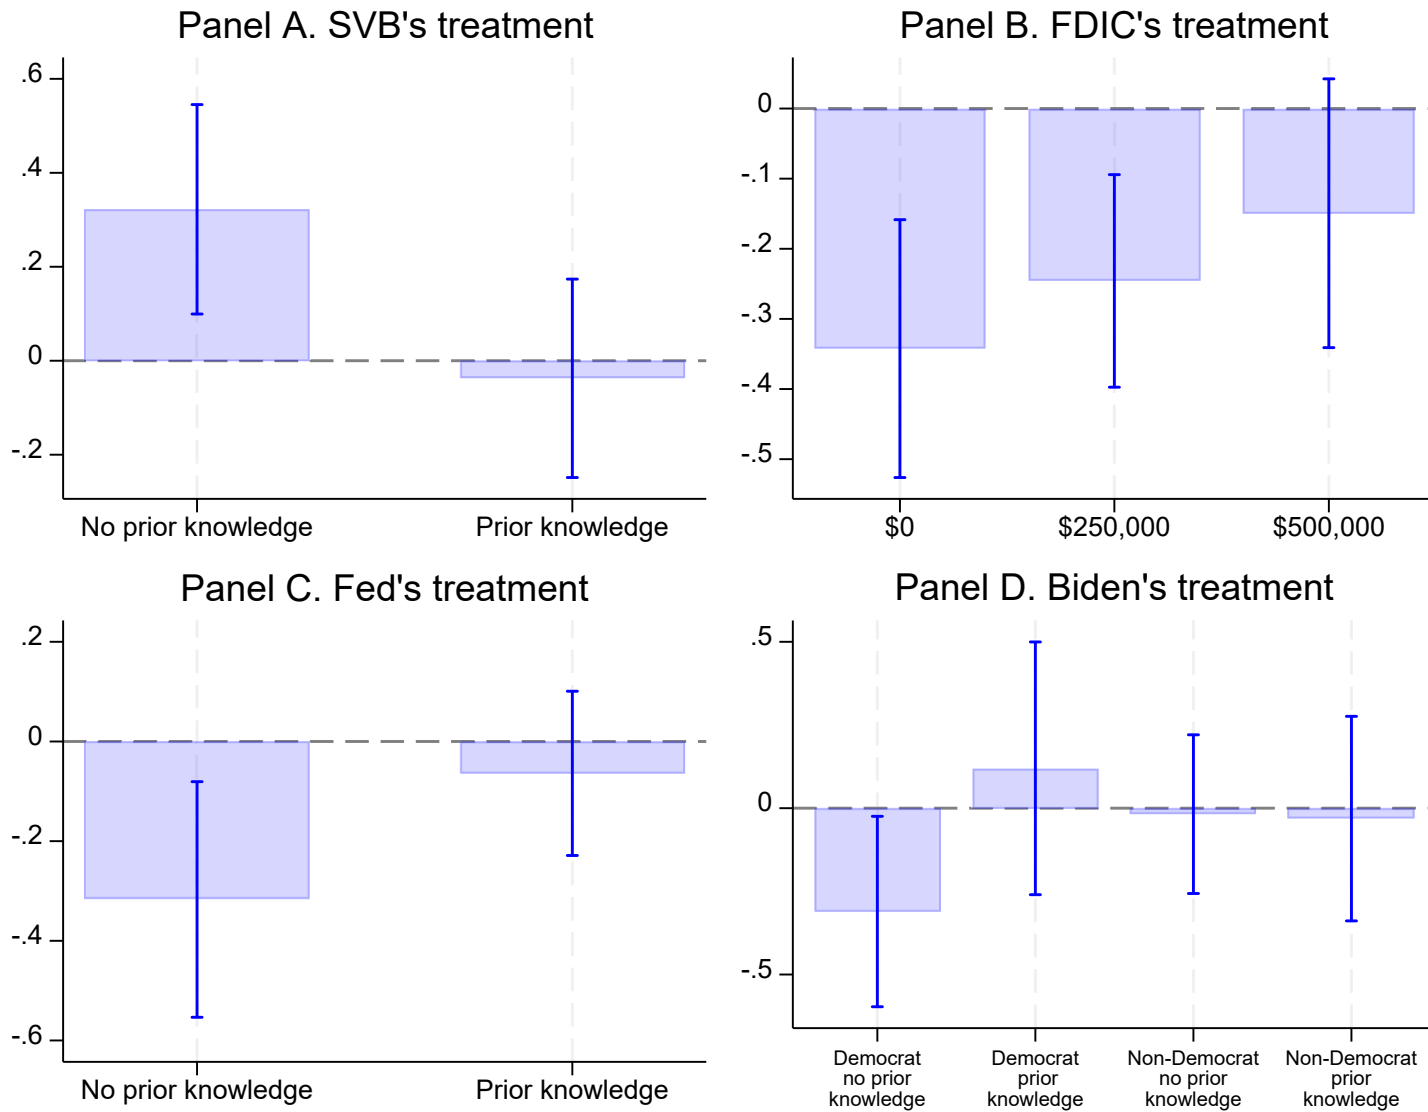 Panel A. SVB's treatment
.6
.4
.2
0
-.2
No prior knowledge
Prior knowledge
Panel B. FDIC's treatment
0
-.1
-.2
-.3
-.4
-.5
$0
$250,000
$500,000
Panel C. Fed's treatment
.2
0
-.2
-.4
-.6
No prior knowledge
Prior knowledge
Panel D. Biden's treatment
.5
0
-.5
Democrat
no prior
knowledge
Democrat
prior
knowledge
Non-Democrat
no prior
knowledge
Non-Democrat
prior
knowledge